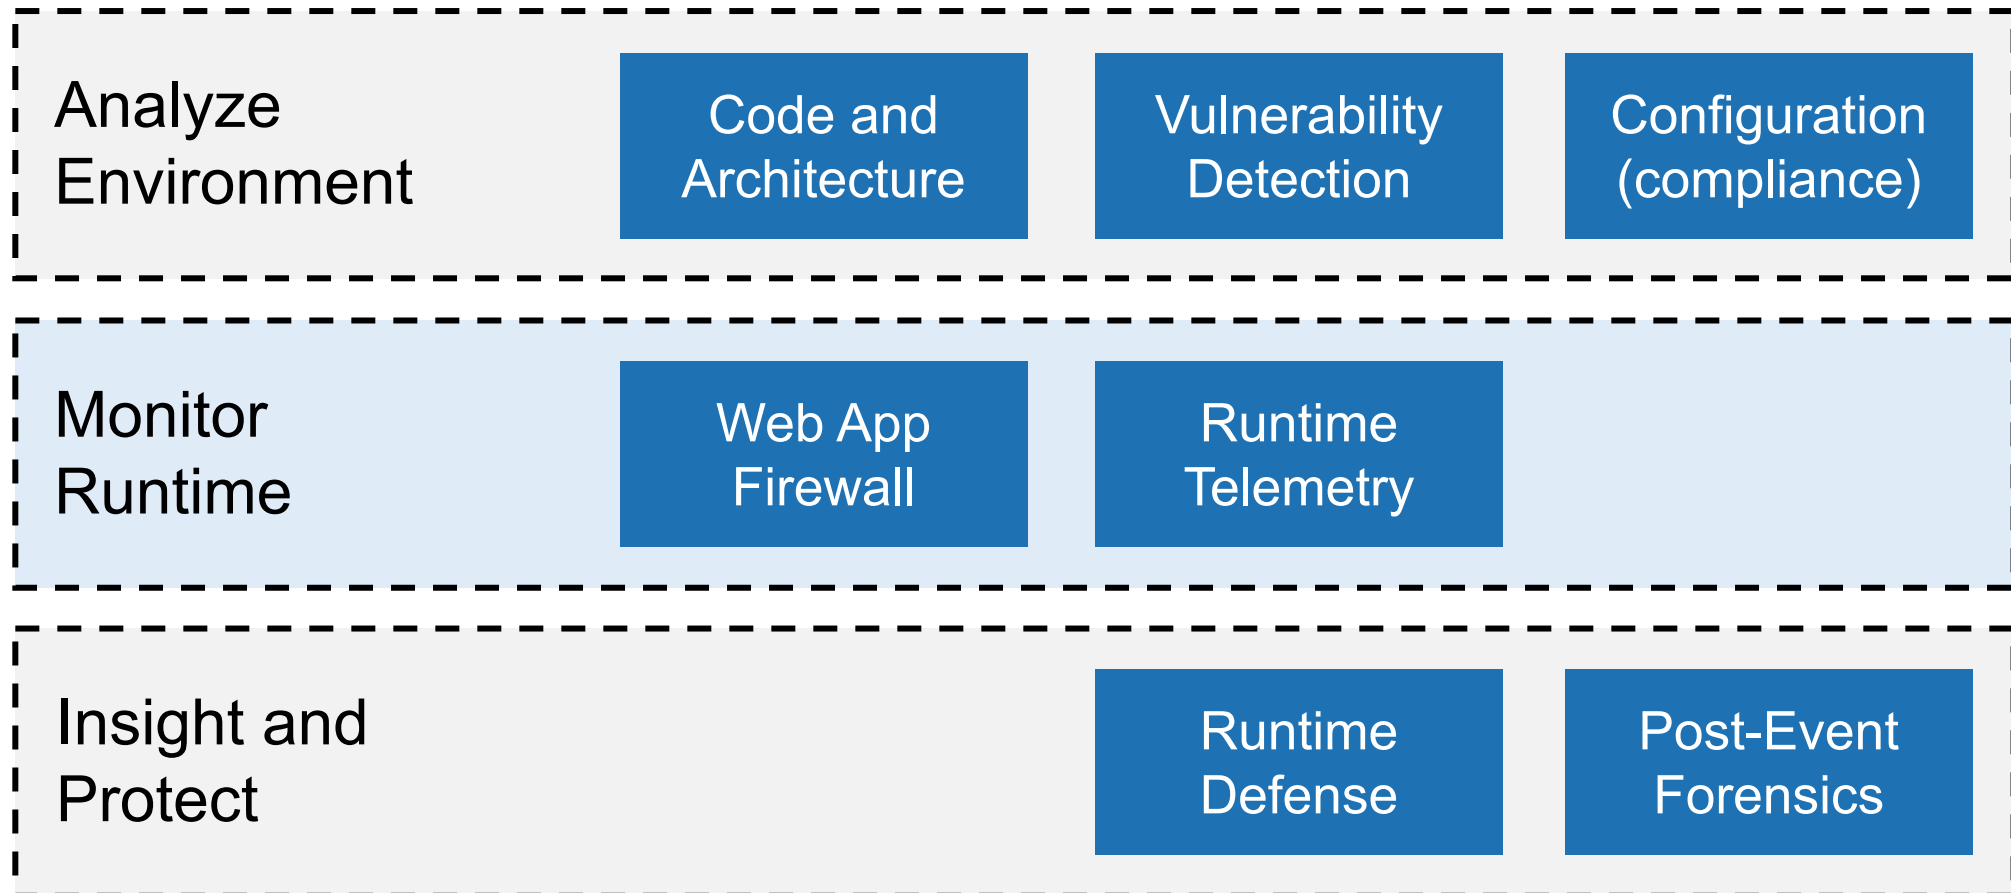 Analyze
Environment
Code and
Architecture
Vulnerability
Detection
Configuration
(compliance)
Monitor
Runtime
Web App
Firewall
Runtime
Telemetry
Insight and
Protect
Runtime
Defense
Post-Event
Forensics